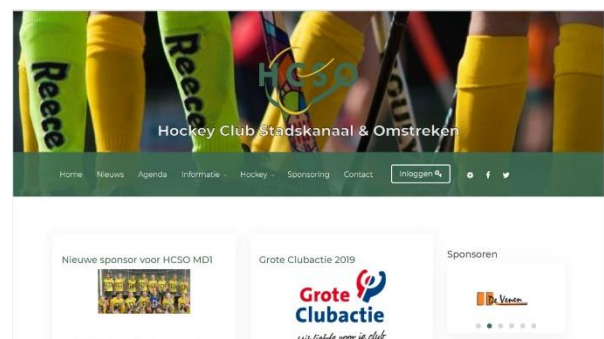 Reece
Reece
HCSO
Hockey Club Stadskanaal & Omstreken
Home Nieuws Agenda Informatie Hockey Sponsoring Contact Inloggen
Nieuwe sponsor voor HCSO MD1
Grote Clubactie 2019
Sponsoren
Grote
Clubactie
De Venen